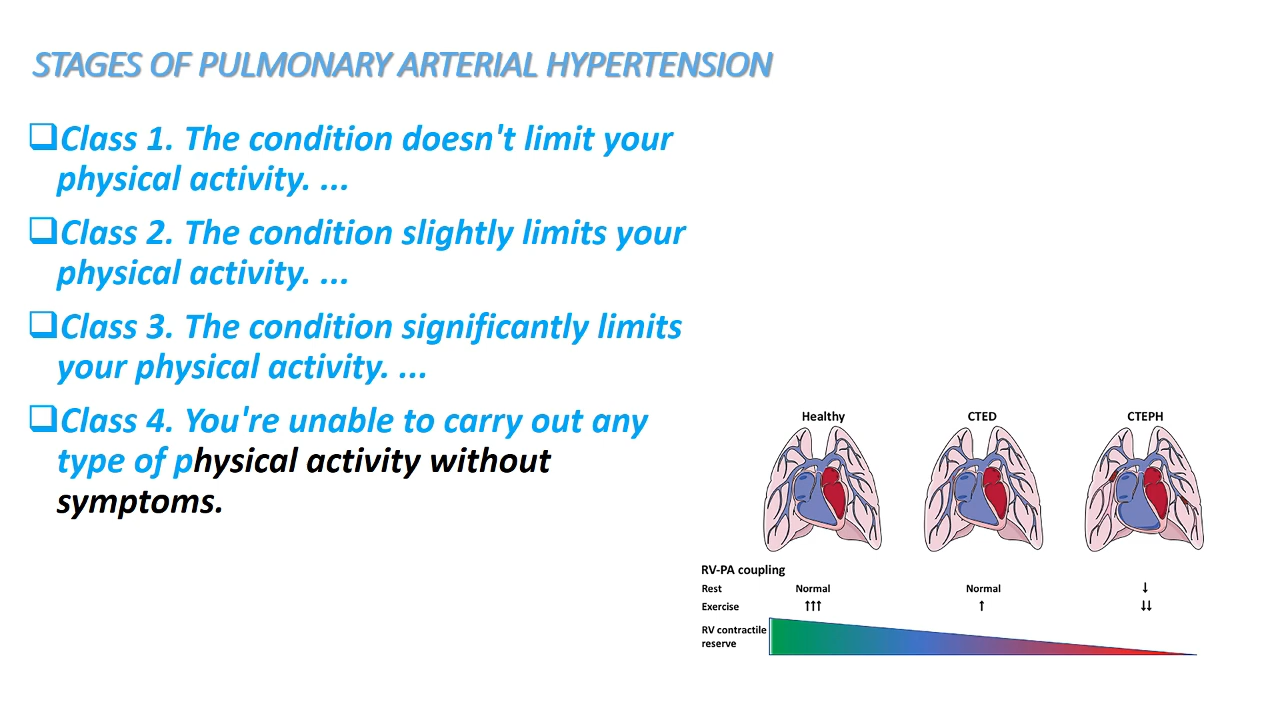 STAGES OF PULMONARY ARTERIAL HYPERTENSION
❑Class 1. The condition doesn't limit your
physical activity. ...
❑Class 2. The condition slightly limits your
physical activity. ...
❑Class 3. The condition significantly limits
your physical activity. ...
❑Class 4. You're unable to carry out any
type of physical activity without
symptoms.
Healthy CTED CTEPH
RV-PA coupling
Rest Normal Normal ↓
Exercise ↑↑↑ ↑ ↓↓
RV contractile
reserve